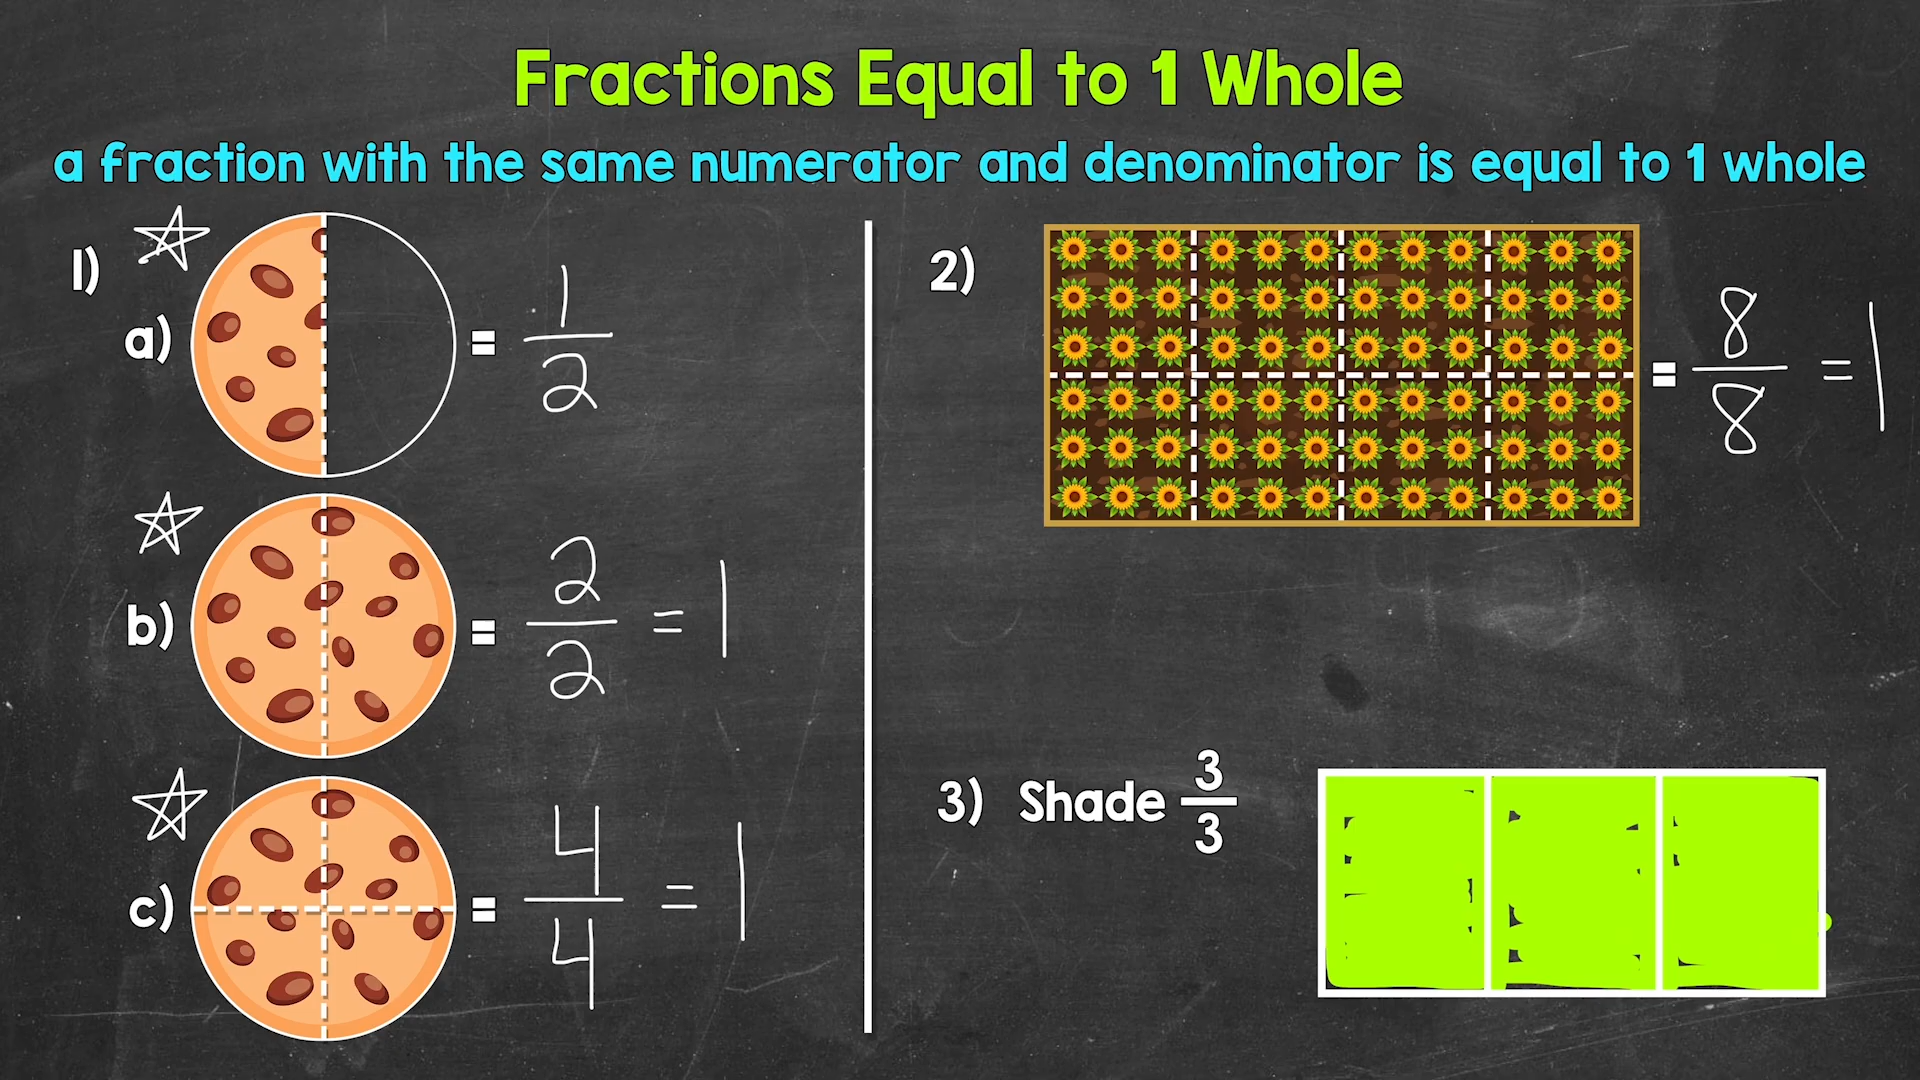 Fractions Equal to 1 Whole
a fraction with the same numerator and denominator is equal to 1 whole
1)
a) = 1/2
b) = 2/2 = 1
c) = 4/4 = 1
2) = 8/8 = 1
3) Shade 3/3